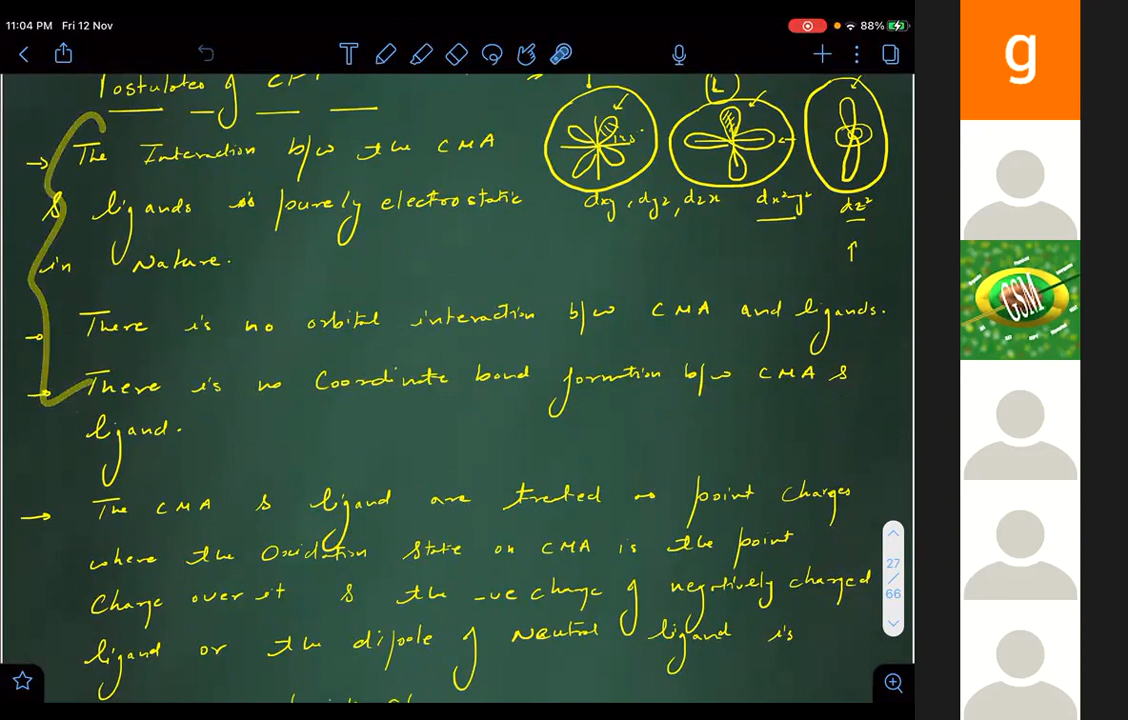 11:04 PM Fri 12 Nov
88%
Postulates of CFT
→ The Interaction b/w the CMA
& ligands is purely electrostatic
in Nature.
L
dxy, dyz, dzx
dx²-y²
dz²
→ There is no orbital interaction b/w CMA and ligands.
→ There is no Coordinate bond formation b/w CMA &
ligand.
→ The CMA & ligand are treated as point charges
where the Oxidation state on CMA is the point
Charge over it & the -ve charge of negatively charged
ligand or the dipole of Neutral ligand is
27
/
66
g
GSM